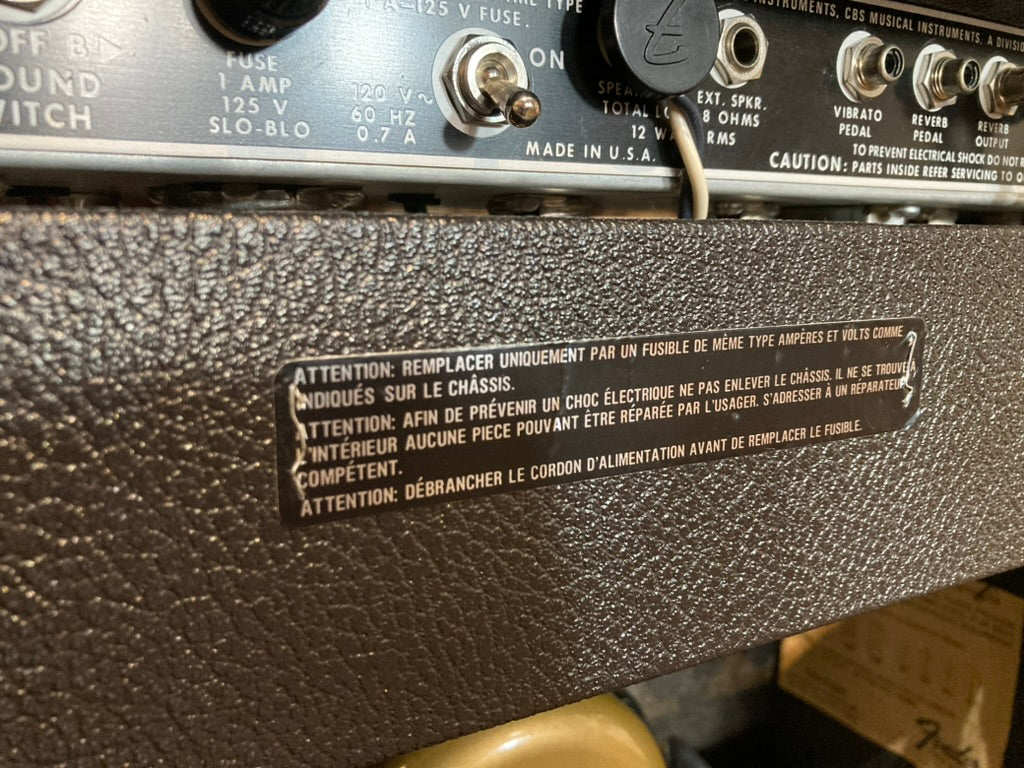 OFF
FUSE
1 AMP
125 V
SLO-BLO
120 V~
60 HZ
0.7 A
ON
TYPE
125 V FUSE.
TOTAL
12
MADE IN U.S.A.
EXT. SPKR.
8 OHMS
RMS
INSTRUMENTS, CBS MUSICAL INSTRUMENTS, A
VIBRATO
PEDAL
REVERB
PEDAL
REVERB
OUTPUT
TO PREVENT ELECTRICAL SHOCK DO NOT
CAUTION: PARTS INSIDE REFER SERVICING TO
ATTENTION: REMPLACER UNIQUEMENT PAR UN FUSIBLE DE MÊME TYPE AMPÈRES ET VOLTS COMME
INDIQUÉS SUR LE CHÂSSIS.
ATTENTION: AFIN DE PRÉVENIR UN CHOC ÉLECTRIQUE NE PAS ENLEVER LE CHÂSSIS. IL NE SE TROUVE A
L'INTÉRIEUR AUCUNE PIECE POUVANT ÊTRE RÉPARÉE PAR L'USAGER. S'ADRESSER À UN RÉPARATEUR
COMPÉTENT.
ATTENTION: DÉBRANCHER LE CORDON D'ALIMENTATION AVANT DE REMPLACER LE FUSIBLE.
Fender